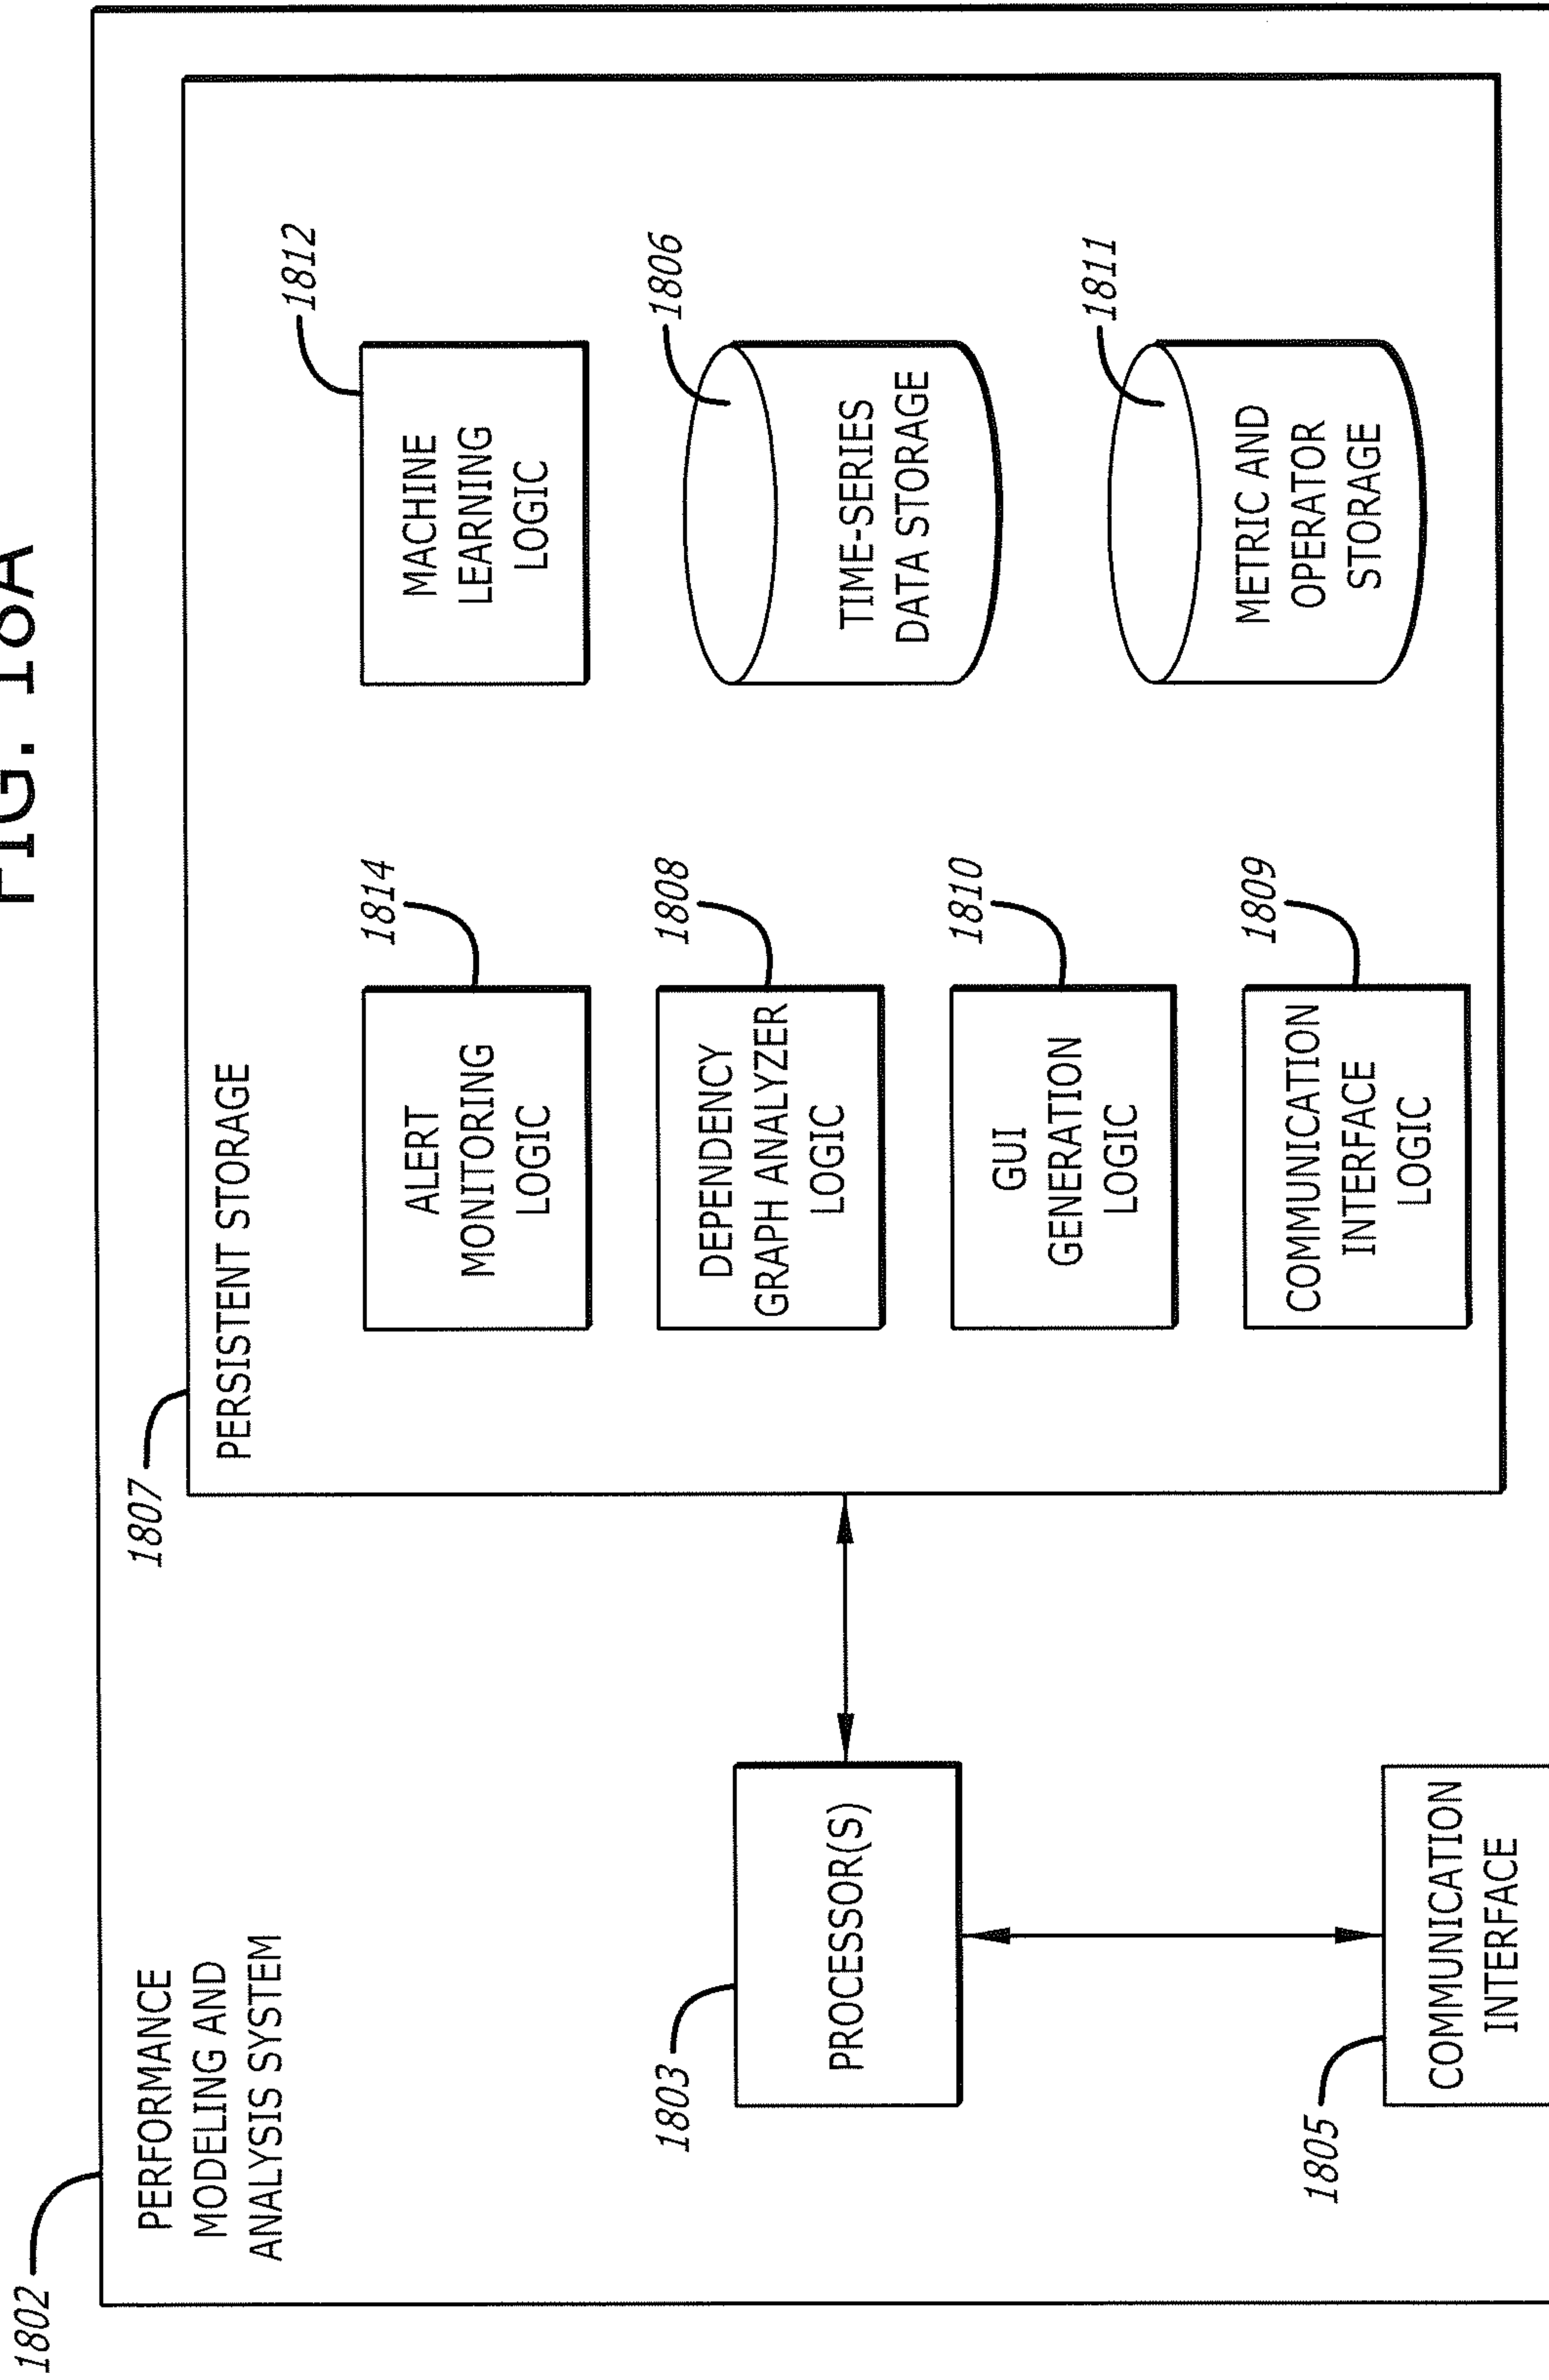 FIG. 18A
1802
PERFORMANCE
MODELING AND
ANALYSIS SYSTEM
1807
PERSISTENT STORAGE
1814
ALERT
MONITORING
LOGIC
1812
MACHINE
LEARNING
LOGIC
1803
PROCESSOR(S)
1808
DEPENDENCY
GRAPH ANALYZER
LOGIC
1806
TIME-SERIES
DATA STORAGE
1810
GUI
GENERATION
LOGIC
1811
METRIC AND
OPERATOR
STORAGE
1809
COMMUNICATION
INTERFACE
LOGIC
1805
COMMUNICATION
INTERFACE